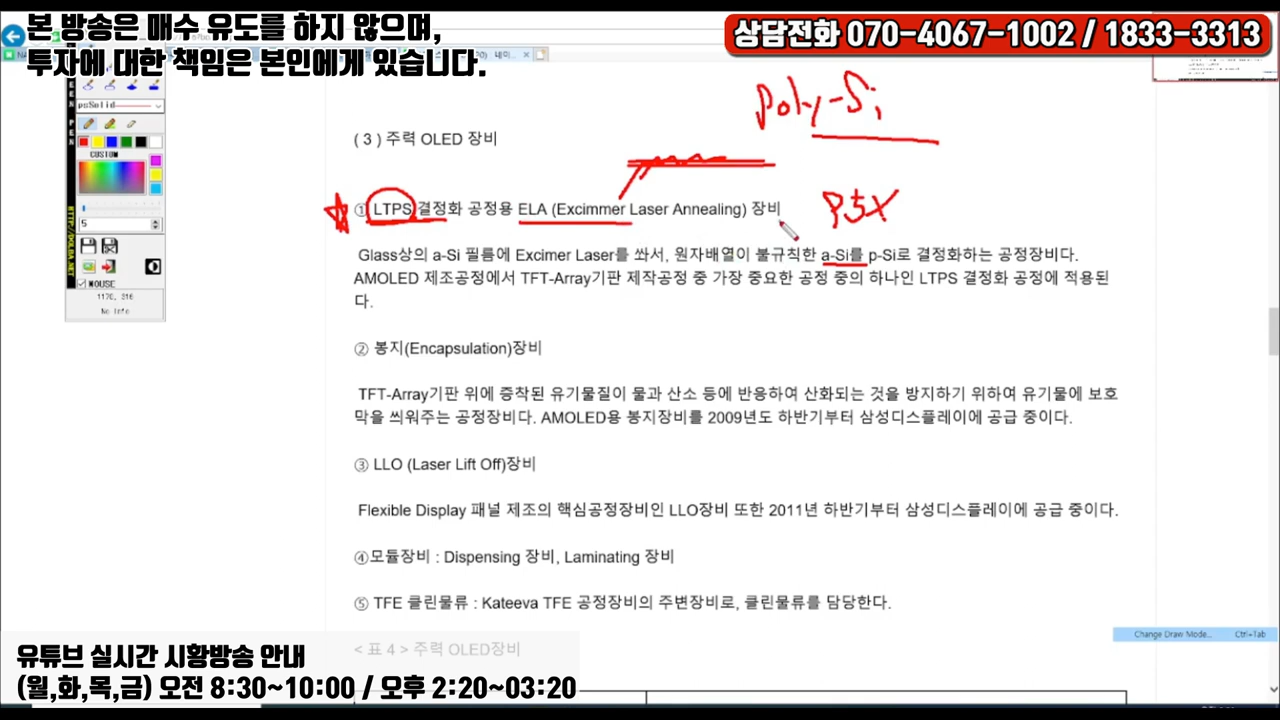 본 방송은 매수 유도를 하지 않으며,
투자에 대한 책임은 본인에게 있습니다.
상담전화 070-4067-1002 / 1833-3313
psSolid
CUSTOM
5
MOUSE
1170, 316
No Info
Poly-Si
( 3 ) 주력 OLED 장비
① LTPS 결정화 공정용 ELA (Excimmer Laser Annealing) 장비
Glass상의 a-Si 필름에 Excimer Laser를 쏴서, 원자배열이 불규칙한 a-Si를 p-Si로 결정화하는 공정장비다.
AMOLED 제조공정에서 TFT-Array기판 제작공정 중 가장 중요한 공정 중의 하나인 LTPS 결정화 공정에 적용된
다.
② 봉지(Encapsulation)장비
TFT-Array기판 위에 증착된 유기물질이 물과 산소 등에 반응하여 산화되는 것을 방지하기 위하여 유기물에 보호
막을 씌워주는 공정장비다. AMOLED용 봉지장비를 2009년도 하반기부터 삼성디스플레이에 공급 중이다.
③ LLO (Laser Lift Off)장비
Flexible Display 패널 제조의 핵심공정장비인 LLO장비 또한 2011년 하반기부터 삼성디스플레이에 공급 중이다.
④모듈장비 : Dispensing 장비, Laminating 장비
⑤ TFE 클린물류 : Kateeva TFE 공정장비의 주변장비로, 클린물류를 담당한다.
Change Draw Mode... Ctrl+Tab
< 표 4 > 주력 OLED장비
유튜브 실시간 시황방송 안내
(월,화,목,금) 오전 8:30~10:00 / 오후 2:20~03:20